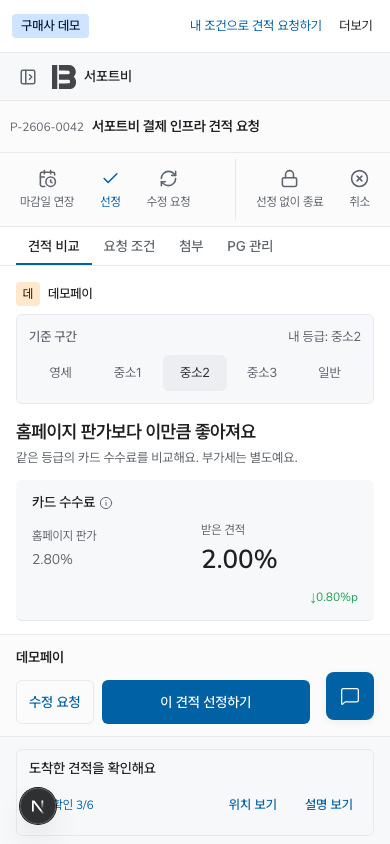 구매사 데모
내 조건으로 견적 요청하기
더보기
서포트비
P-2606-0042 서포트비 결제 인프라 견적 요청
마감일 연장
선정
수정 요청
선정 없이 종료
취소
견적 비교
요청 조건
첨부
PG 관리
데 데모페이
기준 구간
내 등급: 중소2
영세
중소1
중소2
중소3
일반
홈페이지 판가보다 이만큼 좋아져요
같은 등급의 카드 수수료를 비교해요. 부가세는 별도예요.
카드 수수료
홈페이지 판가
2.80%
받은 견적
2.00%
↓0.80%p
데모페이
수정 요청
이 견적 선정하기
도착한 견적을 확인해요
확인 3/6
위치 보기
설명 보기
N